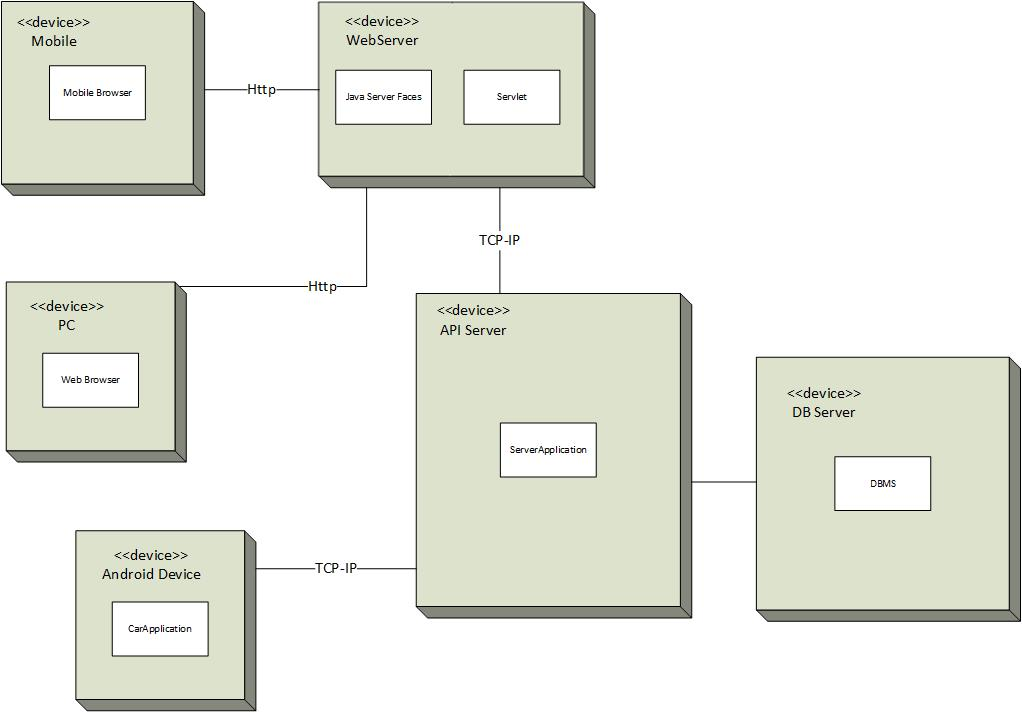 <<device>>
Mobile
Mobile Browser
Http
<<device>>
WebServer
Java Server Faces
Servlet
TCP-IP
Http
<<device>>
PC
Web Browser
<<device>>
API Server
ServerApplication
<<device>>
DB Server
DBMS
<<device>>
Android Device
CarApplication
TCP-IP